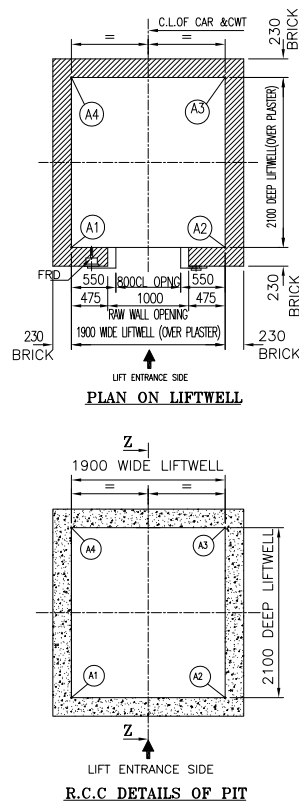 C.L.OF CAR &CWT
= =
230
BRICK
A4 A3
2100 DEEP LIFTWELL(OVER PLASTER)
A1 A2
FRD
550 800CL OPNG 550
475 1000 475
RAW WALL OPENING
1900 WIDE LIFTWELL (OVER PLASTER)
230
BRICK
230
BRICK
230
BRICK
LIFT ENTRANCE SIDE
PLAN ON LIFTWELL
Z
1900 WIDE LIFTWELL
= =
A4 A3
2100 DEEP LIFTWELL
A1 A2
Z
LIFT ENTRANCE SIDE
R.C.C DETAILS OF PIT